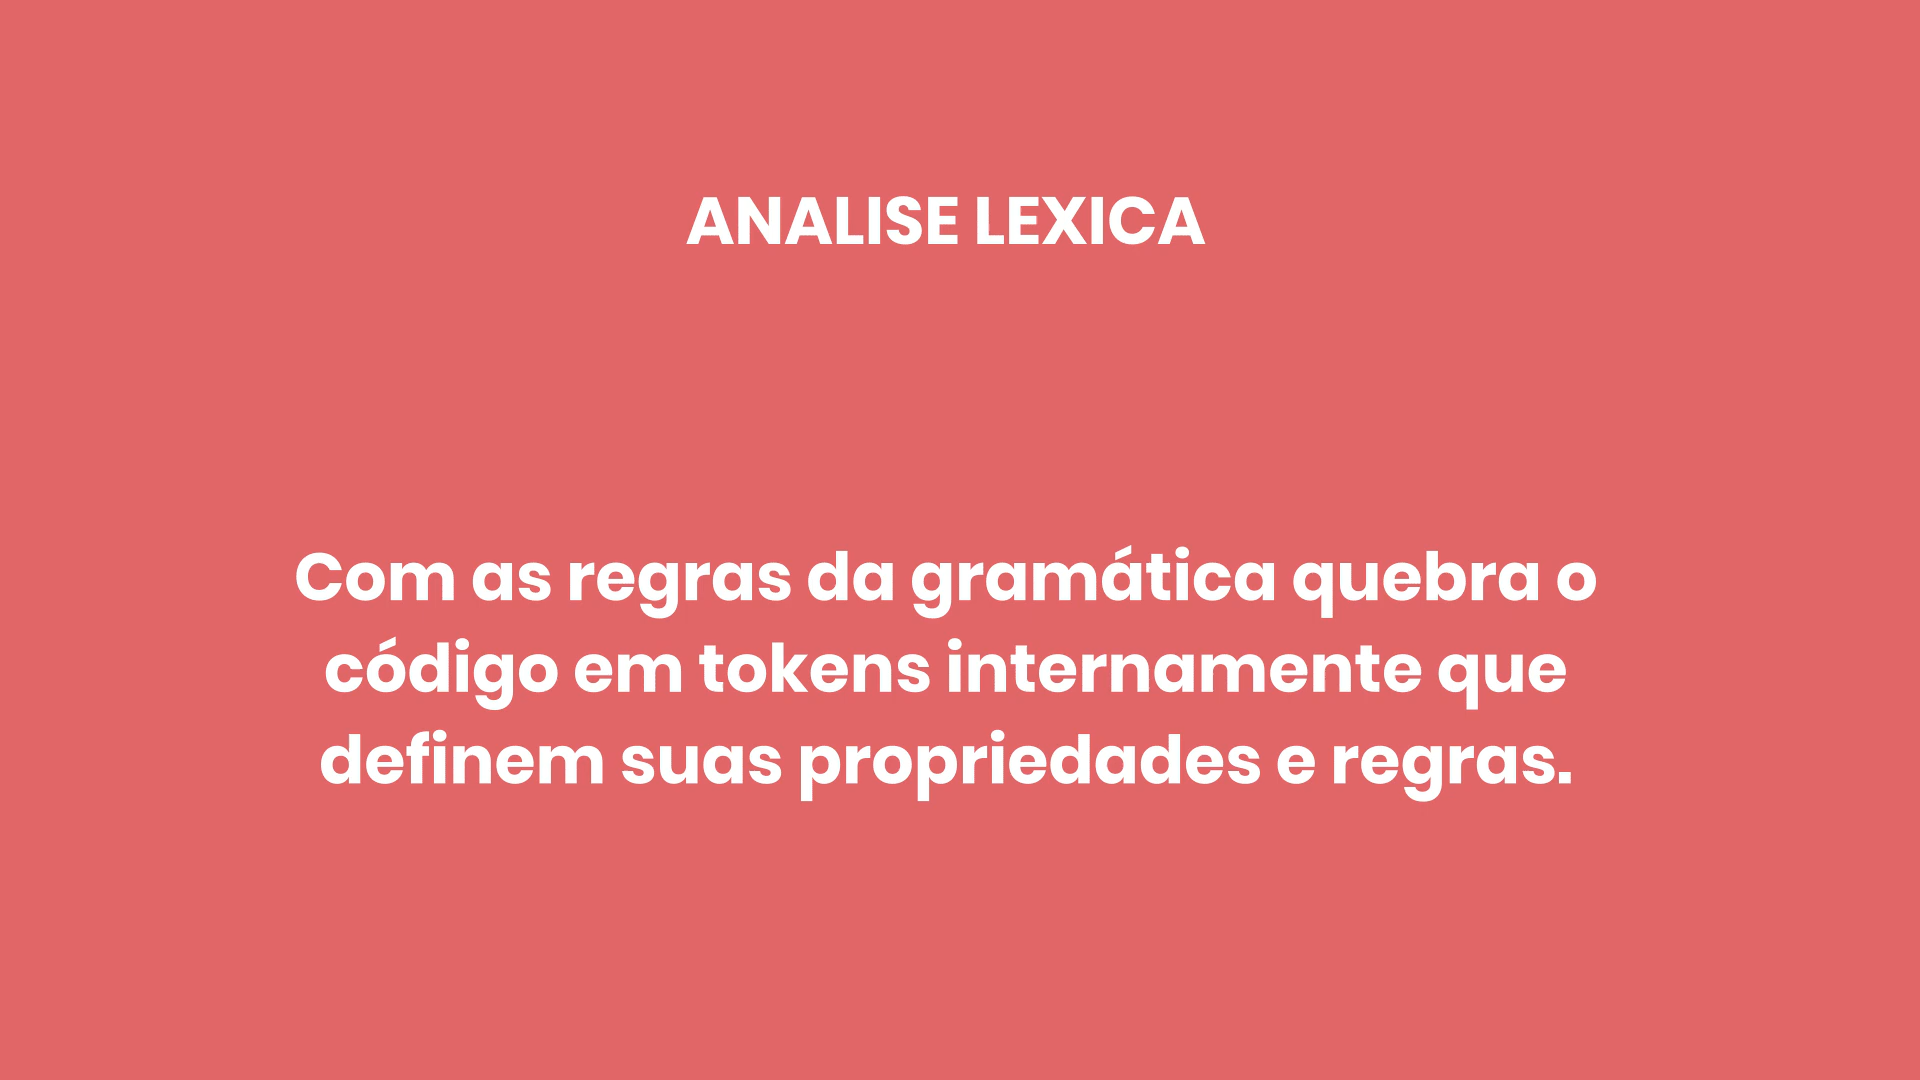 ANALISE LEXICA
Com as regras da gramática quebra o
código em tokens internamente que
definem suas propriedades e regras.